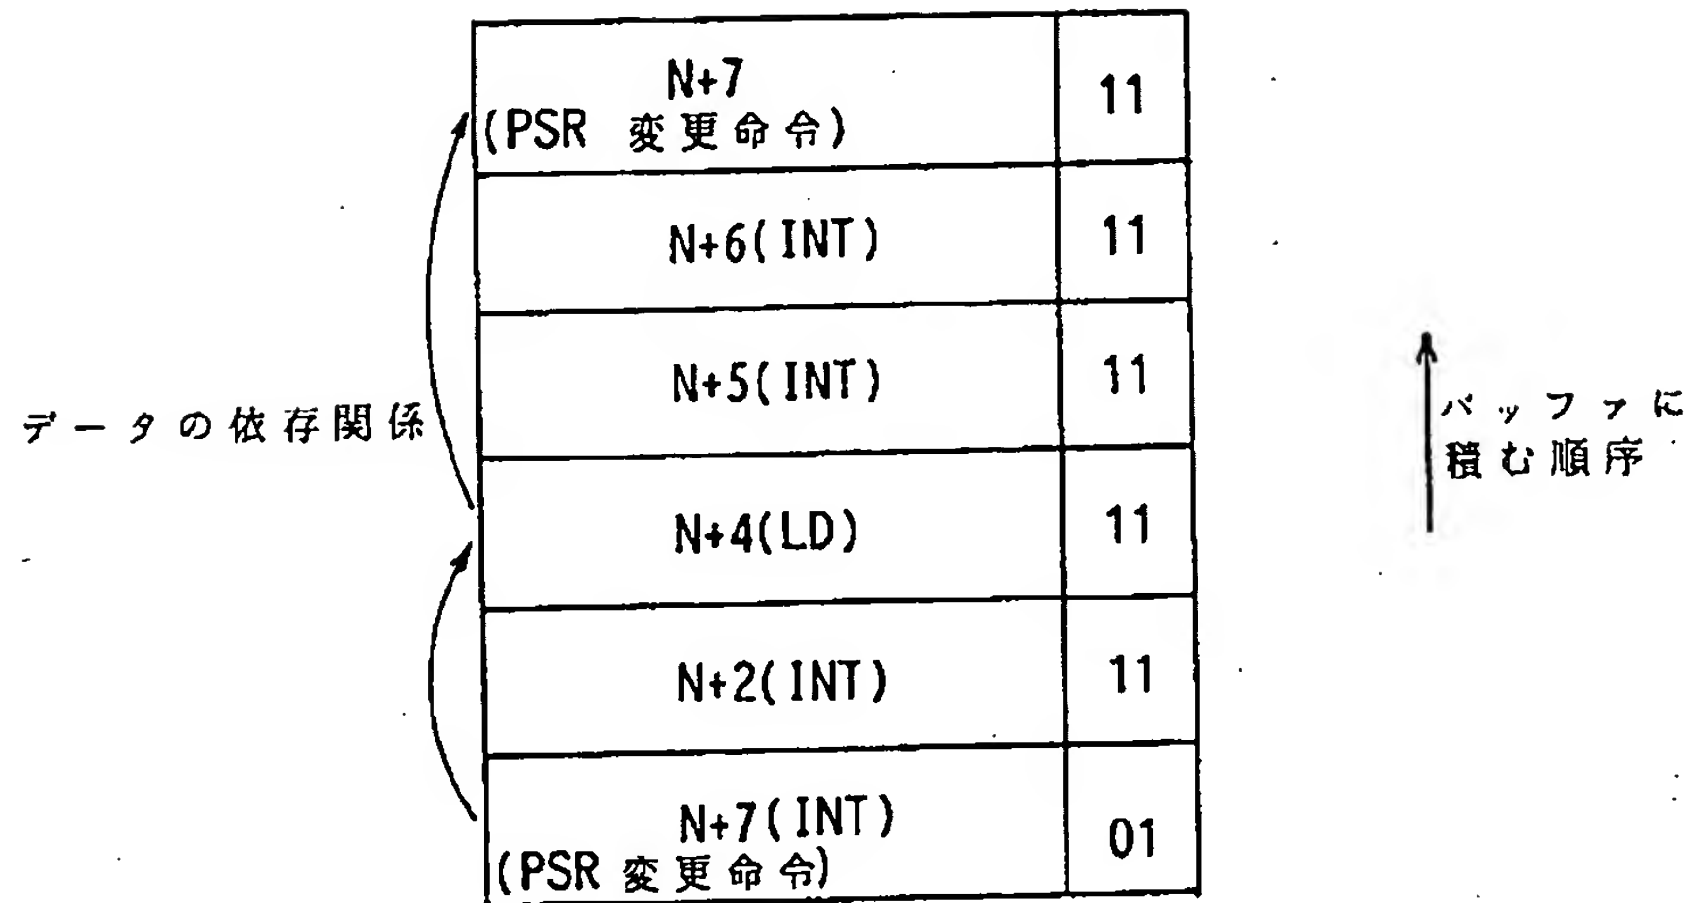 N+7 11
(PSR 変更命令)
N+6(INT) 11
N+5(INT) 11
データの依存関係
バッファに
積む順序
N+4(LD) 11
N+2(INT) 11
N+7(INT) 01
(PSR 変更命令)